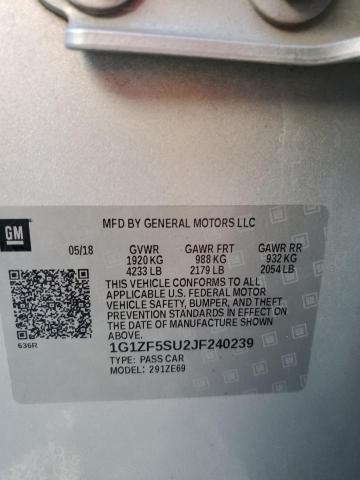 MFD BY GENERAL MOTORS LLC
GM
05/18 GVWR GAWR FRT GAWR RR
1920 KG 988 KG 932 KG
4233 LB 2179 LB 2054 LB
THIS VEHICLE CONFORMS TO ALL
APPLICABLE U.S. FEDERAL MOTOR
VEHICLE SAFETY, BUMPER, AND THEFT
PREVENTION STANDARDS IN EFFECT ON
THE DATE OF MANUFACTURE SHOWN
ABOVE.
636R
1G1ZF5SU2JF240239
TYPE: PASS CAR
MODEL: 291ZE69